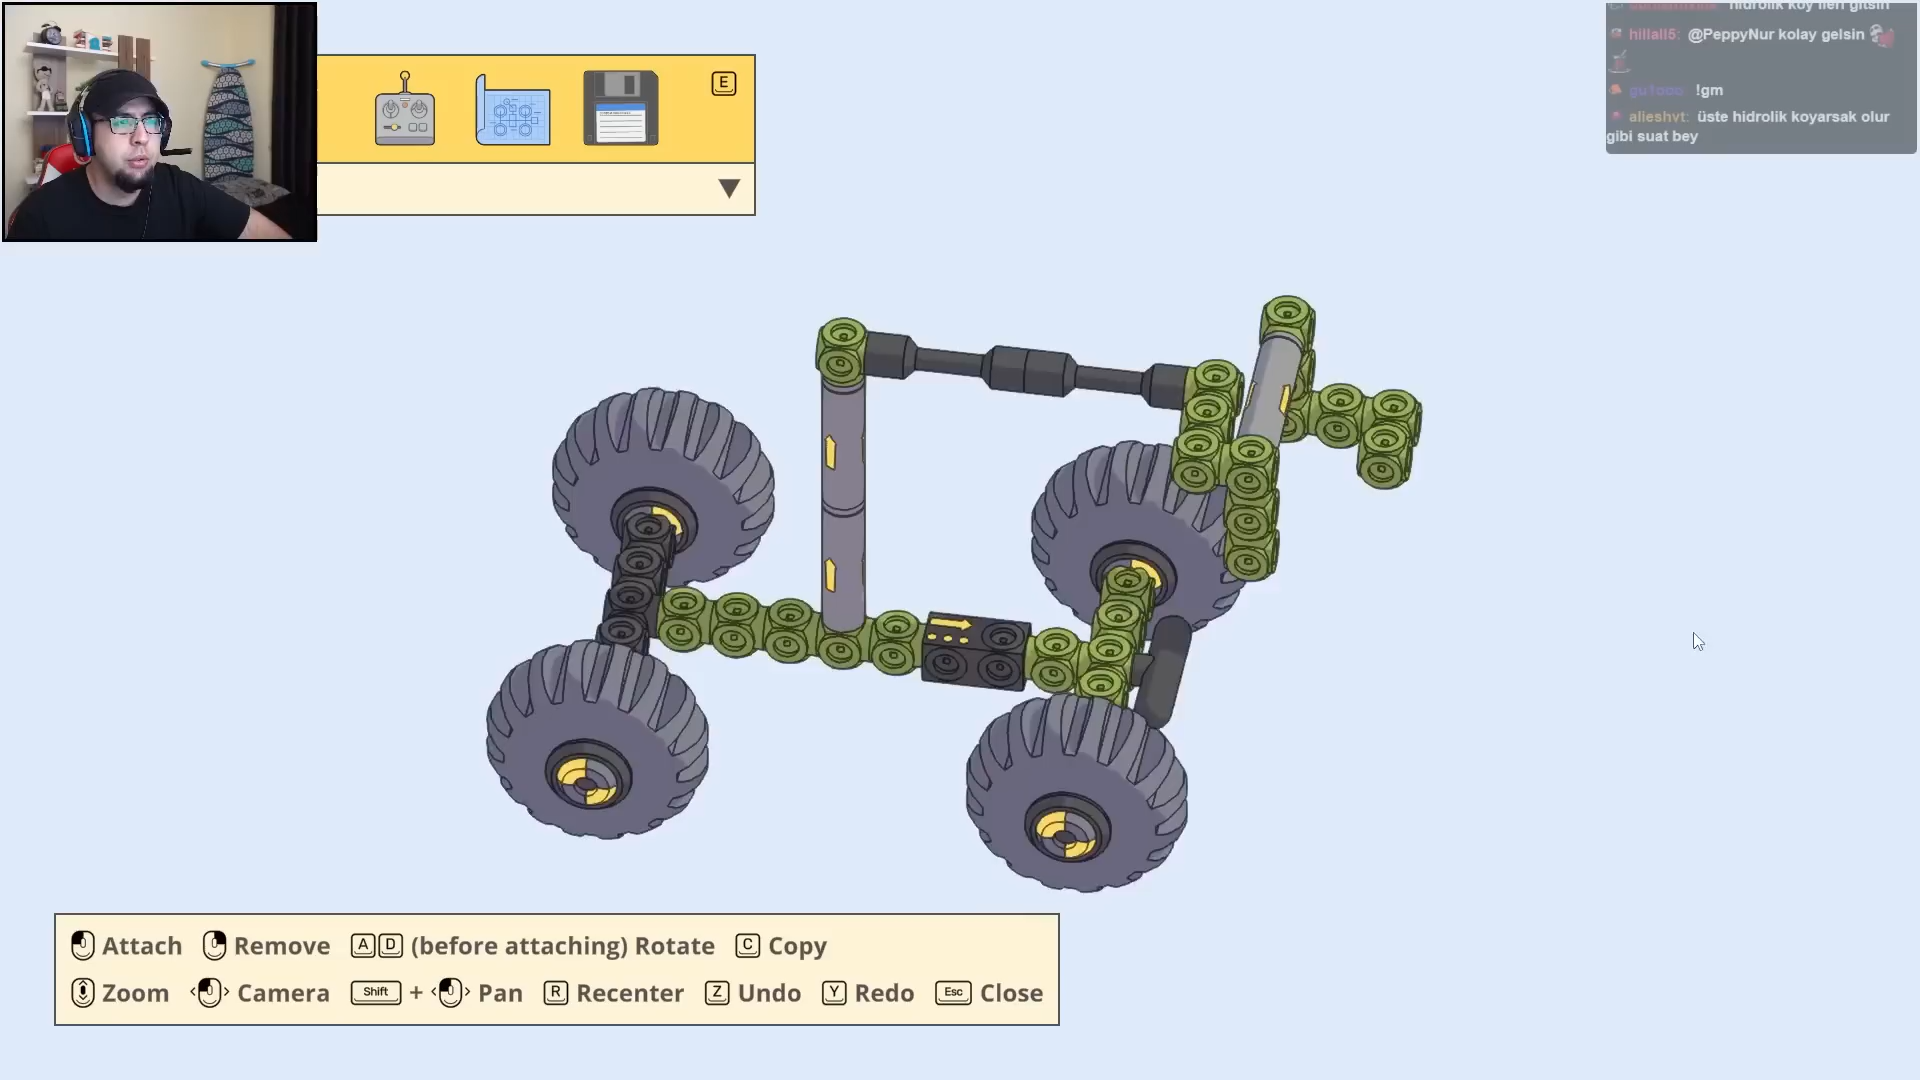 hidrolik koy ileri gitsin
hillall5: @PeppyNur kolay gelsin
!gm
alleshvt: üste hidrolik koyarsak olur
gibi suat bey
E
Attach Remove A D (before attaching) Rotate C Copy
Zoom Camera Shift + Pan R Recenter Z Undo Y Redo Esc Close